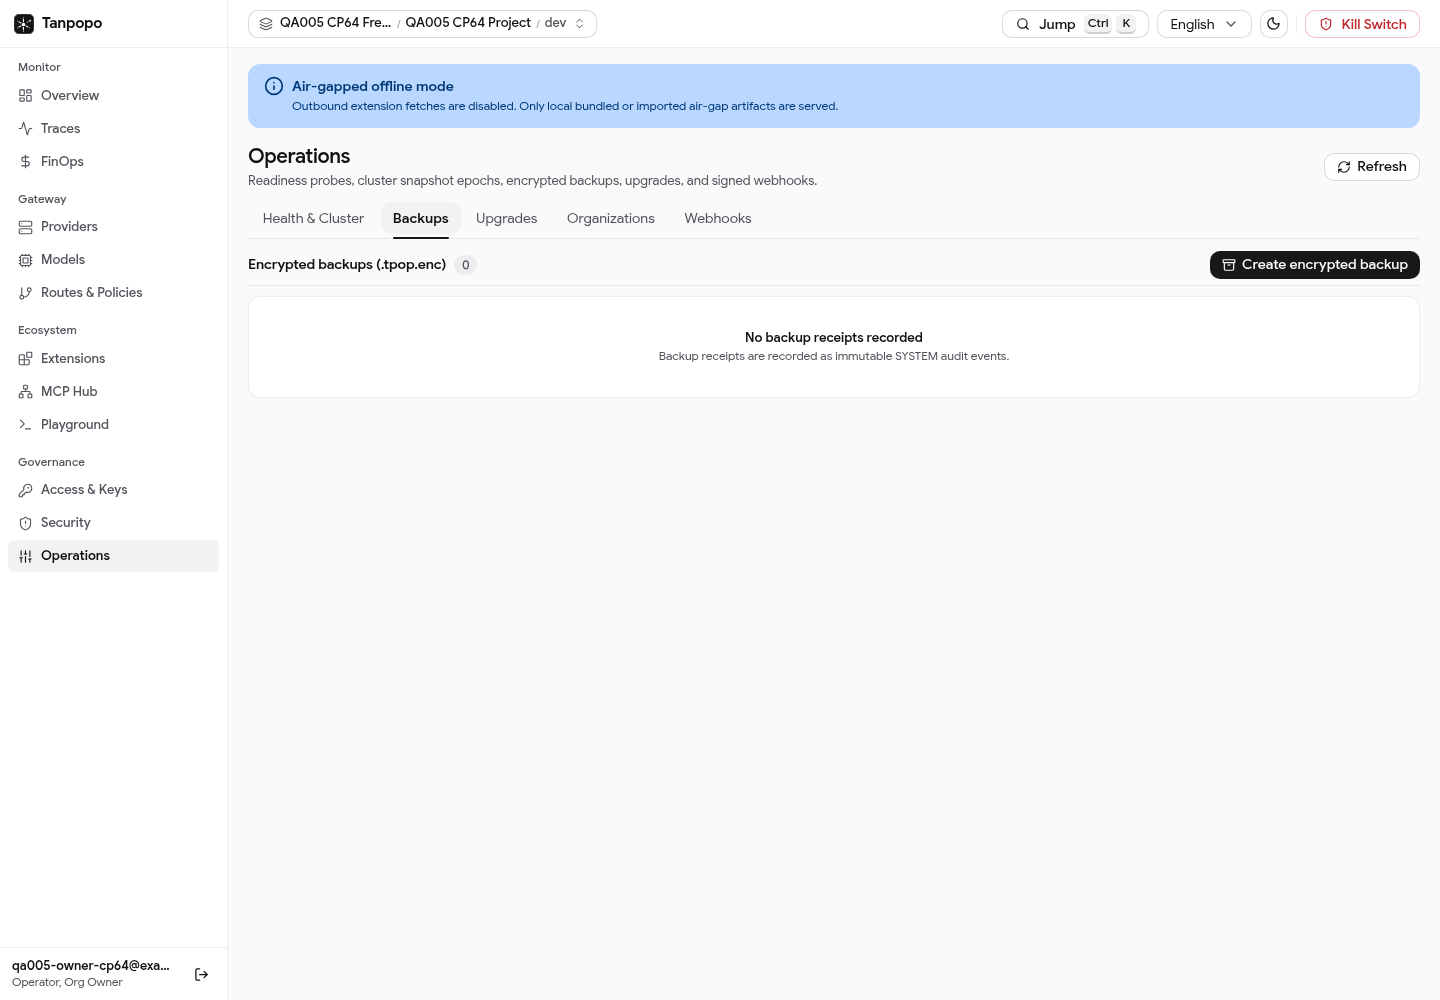 Tanpopo
QA005 CP64 Fre... / QA005 CP64 Project / dev
Jump Ctrl K
English
Kill Switch
Monitor
Overview
Traces
FinOps
Gateway
Providers
Models
Routes & Policies
Ecosystem
Extensions
MCP Hub
Playground
Governance
Access & Keys
Security
Operations
qa005-owner-cp64@exa...
Operator, Org Owner
Air-gapped offline mode
Outbound extension fetches are disabled. Only local bundled or imported air-gap artifacts are served.
Operations
Readiness probes, cluster snapshot epochs, encrypted backups, upgrades, and signed webhooks.
Refresh
Health & Cluster
Backups
Upgrades
Organizations
Webhooks
Encrypted backups (.tpop.enc) 0
Create encrypted backup
No backup receipts recorded
Backup receipts are recorded as immutable SYSTEM audit events.